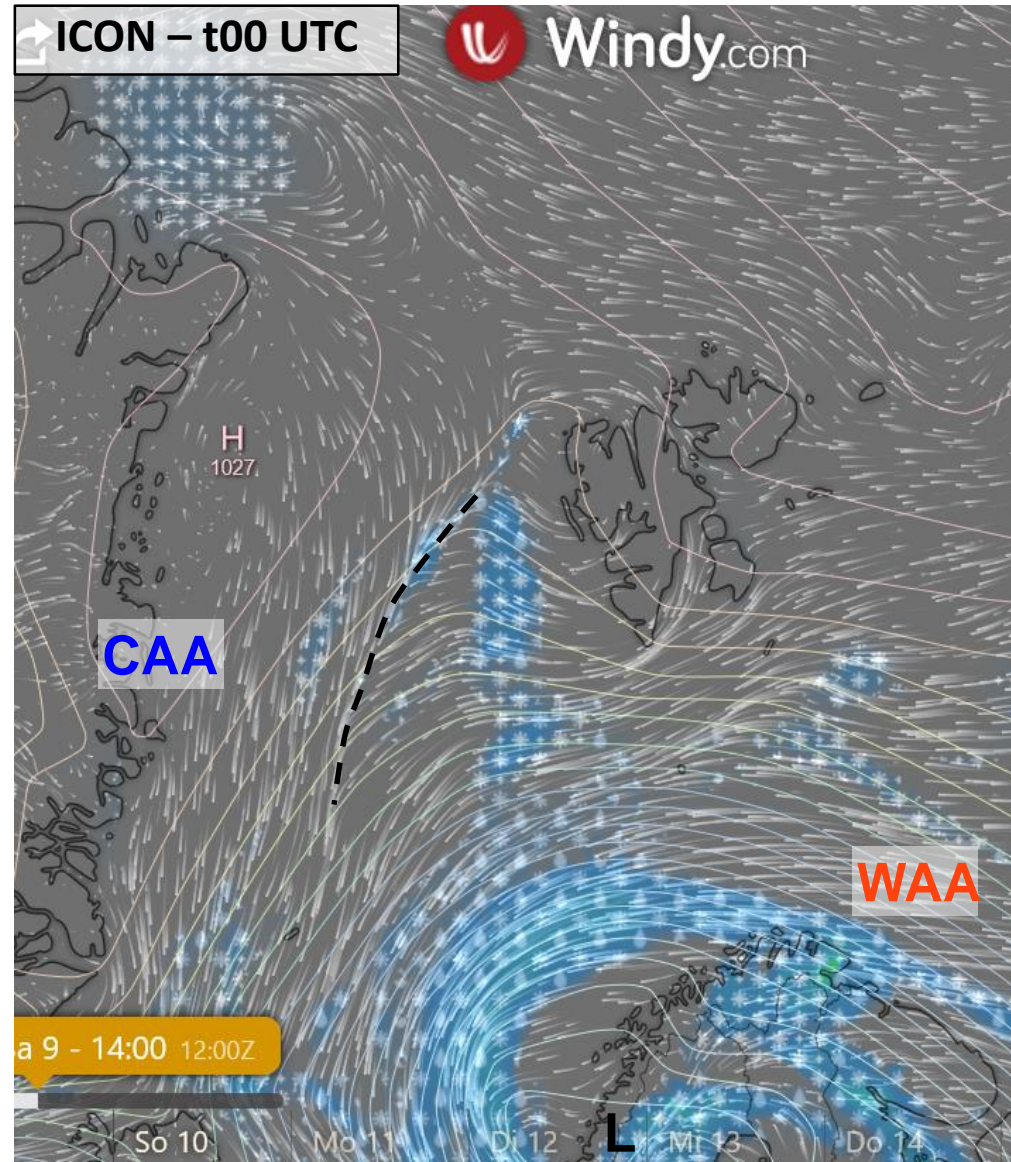 ICON – t00 UTC
Windy.com
H
1027
CAA
WAA
a 9 - 14:00 12:00Z
So 10 Mo 11 Di 12 L Mi 13 Do 14